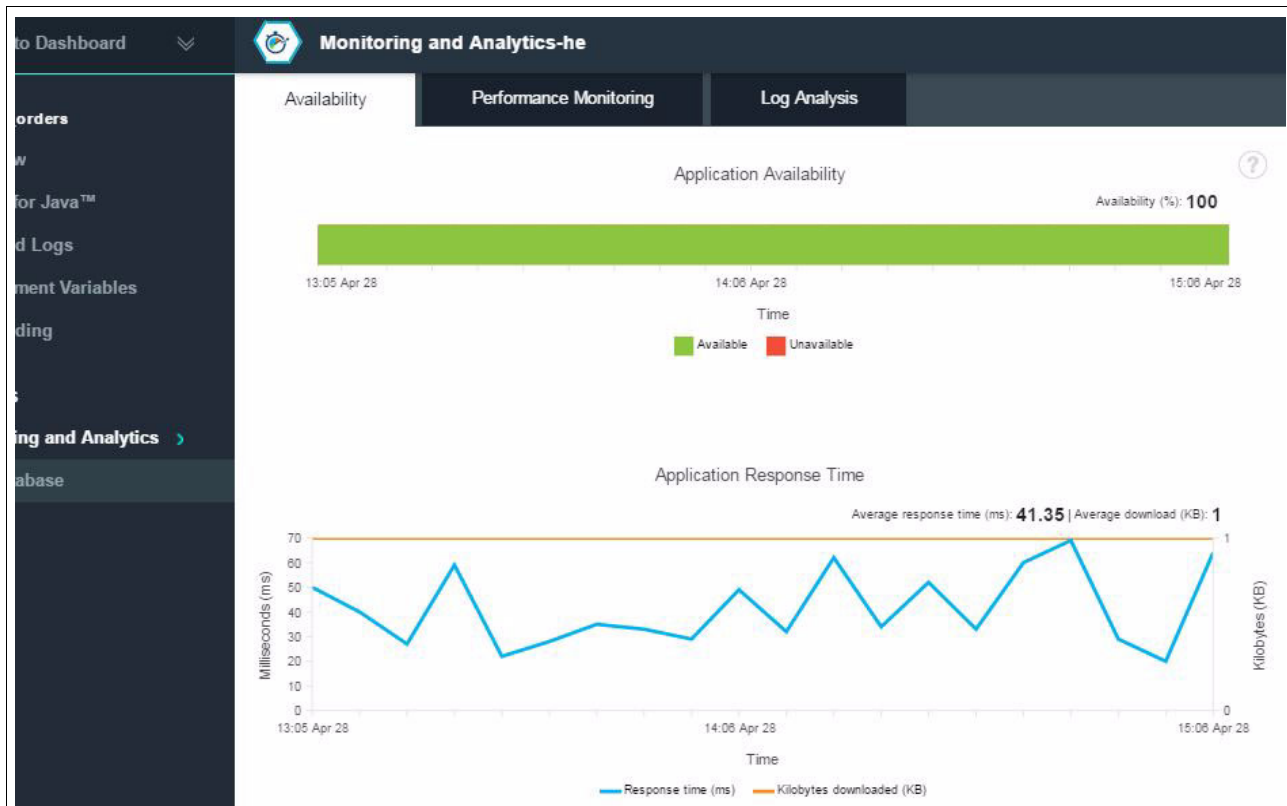 to Dashboard
Monitoring and Analytics-he
Availability
Performance Monitoring
Log Analysis
orders
w
for Java™
d Logs
ment Variables
ding
s
ing and Analytics
abase
Application Availability
?
Availability (%): 100
13:05 Apr 28
14:06 Apr 28
15:06 Apr 28
Time
Available
Unavailable
Application Response Time
Average response time (ms): 41.35 | Average download (KB): 1
Milliseconds (ms)
70
60
50
40
30
20
10
0
1
0
Kilobytes (KB)
13:05 Apr 28
14:06 Apr 28
15:06 Apr 28
Time
Response time (ms)
Kilobytes downloaded (KB)